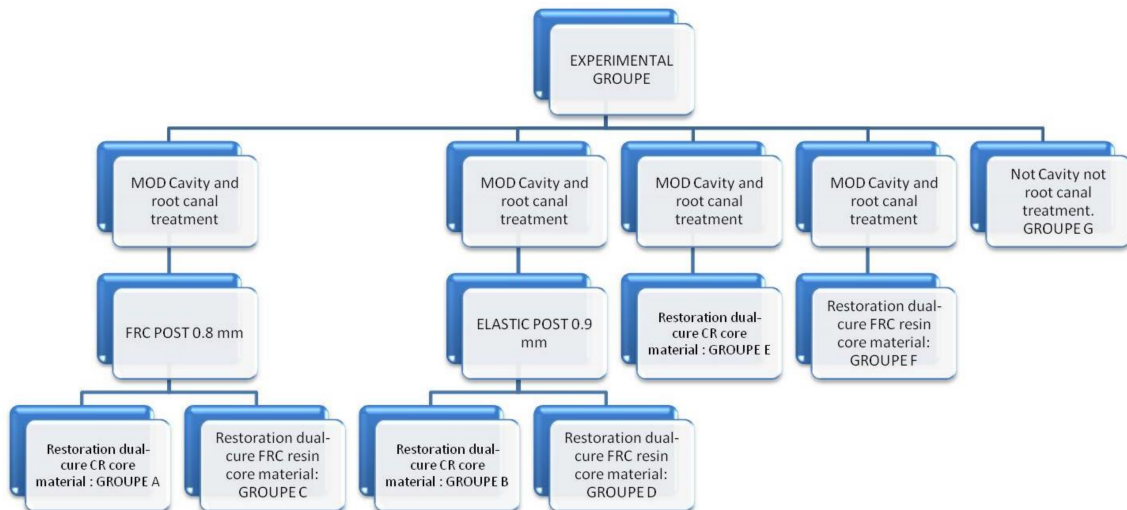 EXPERIMENTAL
GROUPE
MOD Cavity and
root canal
treatment
MOD Cavity and
root canal
treatment
MOD Cavity and
root canal
treatment
MOD Cavity and
root canal
treatment
Not Cavity not
root canal
treatment.
GROUPE G
FRC POST 0.8 mm
ELASTIC POST 0.9
mm
Restoration dual-
cure CR core
material : GROUPE E
Restoration dual-
cure FRC resin
core material:
GROUPE F
Restoration dual-
cure CR core
material : GROUPE A
Restoration dual-
cure FRC resin
core material:
GROUPE C
Restoration dual-
cure CR core
material : GROUPE B
Restoration dual-
cure FRC resin
core material:
GROUPE D